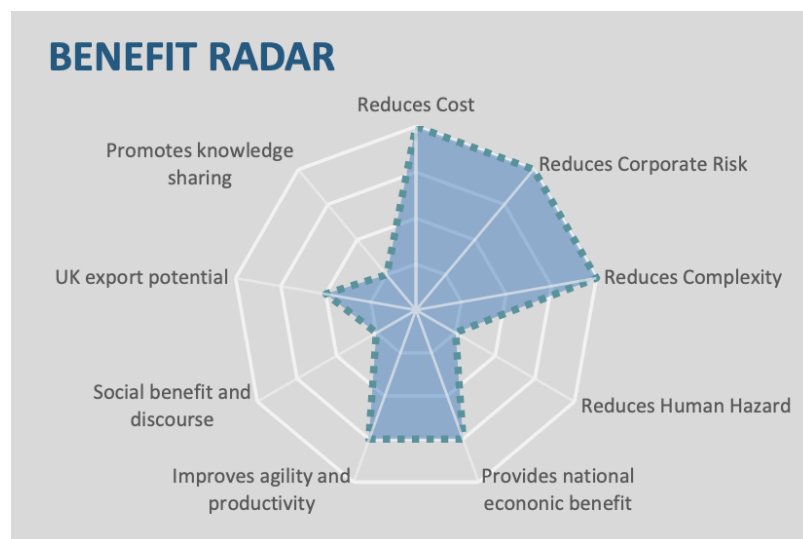 BENEFIT RADAR
Reduces Cost
Promotes knowledge
sharing
Reduces Corporate Risk
UK export potential
Reduces Complexity
Social benefit and
discourse
Reduces Human Hazard
Improves agility and
productivity
Provides national
econonic benefit